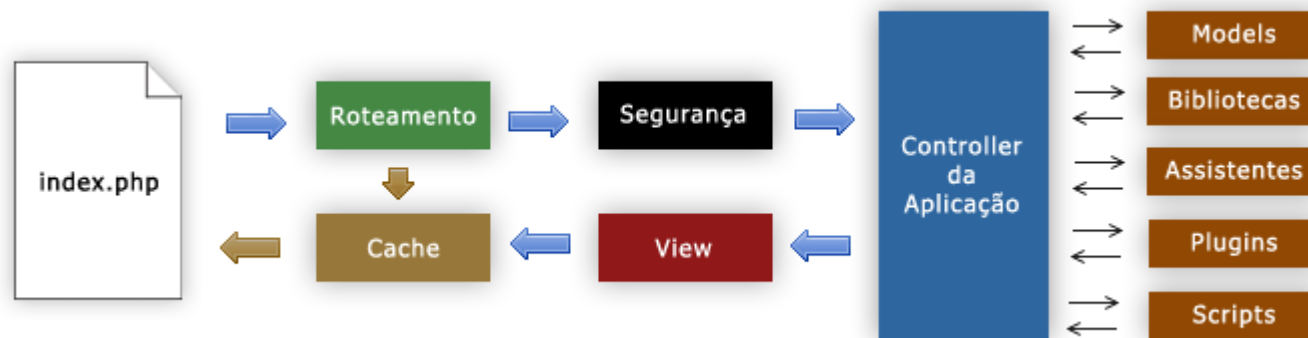 index.php
Roteamento
Segurança
Cache
View
Controller
da
Aplicação
Models
Bibliotecas
Assistentes
Plugins
Scripts